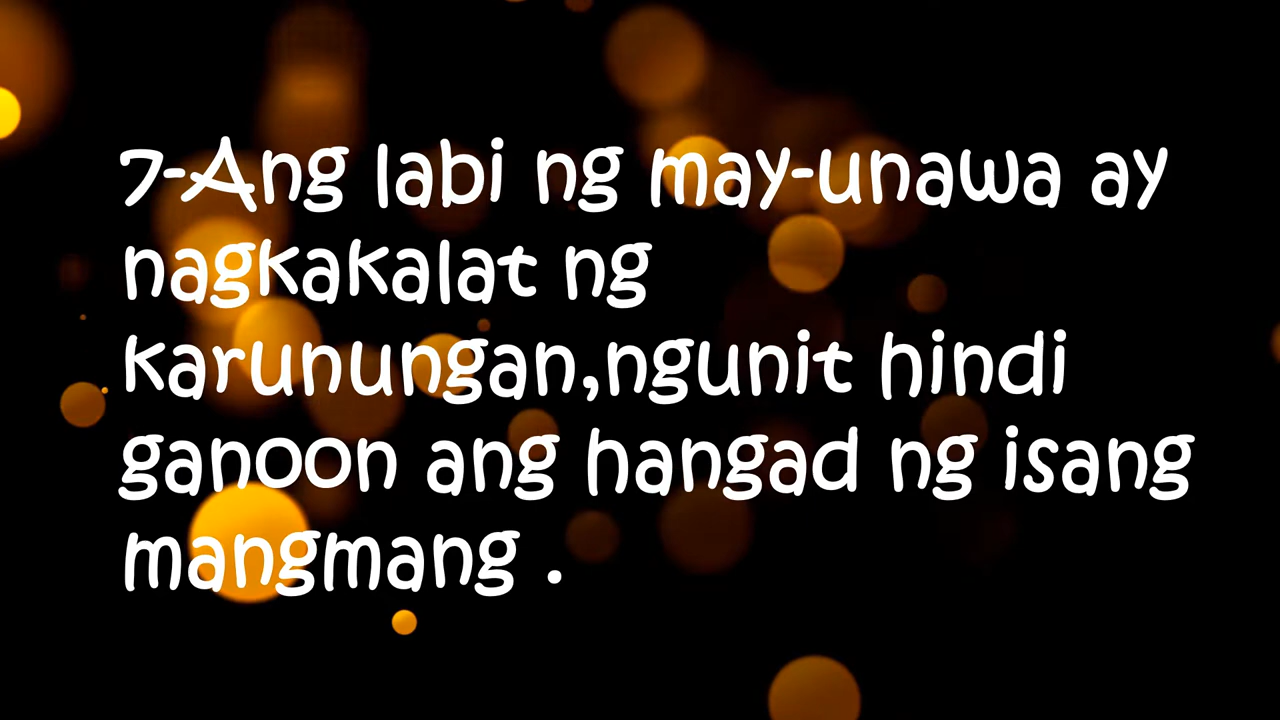 7-Ang labi ng may-unawa ay
nagkakalat ng
karunungan,ngunit hindi
ganoon ang hangad ng isang
mangmang .